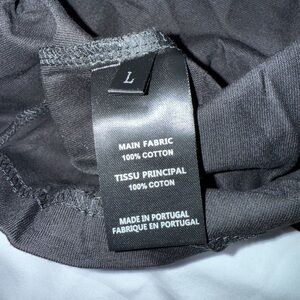 L
MAIN FABRIC
100% COTTON
TISSU PRINCIPAL
100% COTON
MADE IN PORTUGAL
FABRIQUE EN PORTUGAL